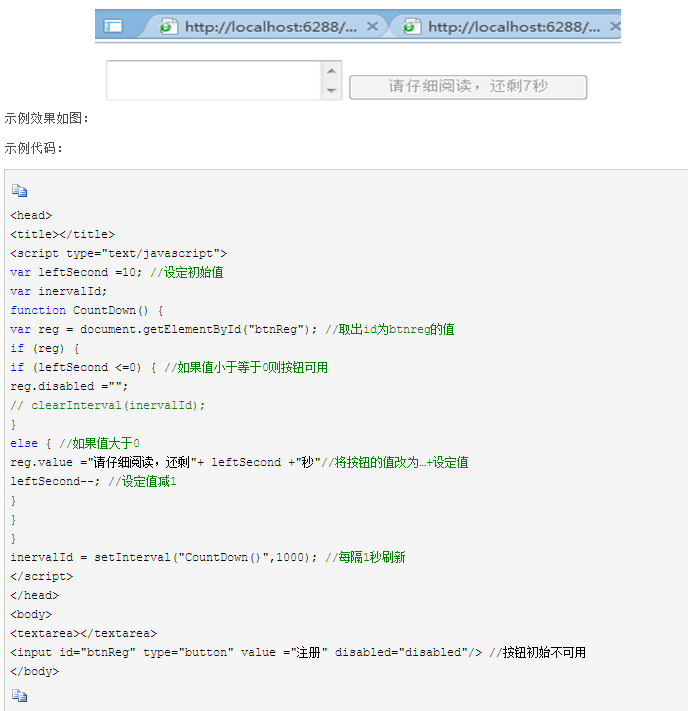 http://localhost:6288/... http://localhost:6288/...
请仔细阅读，还剩7秒
示例效果如图：
示例代码：
<head>
<title></title>
<script type="text/javascript">
var leftSecond =10; //设定初始值
var inervalId;
function CountDown() {
var reg = document.getElementById("btnReg"); //取出id为btnreg的值
if (reg) {
if (leftSecond <=0) { //如果值小于等于0则按钮可用
reg.disabled ="";
// clearInterval(inervalId);
}
else { //如果值大于0
reg.value ="请仔细阅读，还剩"+ leftSecond +"秒"//将按钮的值改为…+设定值
leftSecond--; //设定值减1
}
}
}
inervalId = setInterval("CountDown()",1000); //每隔1秒刷新
</script>
</head>
<body>
<textarea></textarea>
<input id="btnReg" type="button" value ="注册" disabled="disabled"/> //按钮初始不可用
</body>